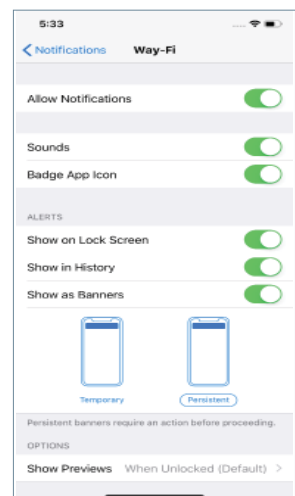 5:33
Notifications Way-Fi
Allow Notifications
Sounds
Badge App Icon
ALERTS
Show on Lock Screen
Show in History
Show as Banners
Temporary Persistent
Persistent banners require an action before proceeding.
OPTIONS
Show Previews When Unlocked (Default)